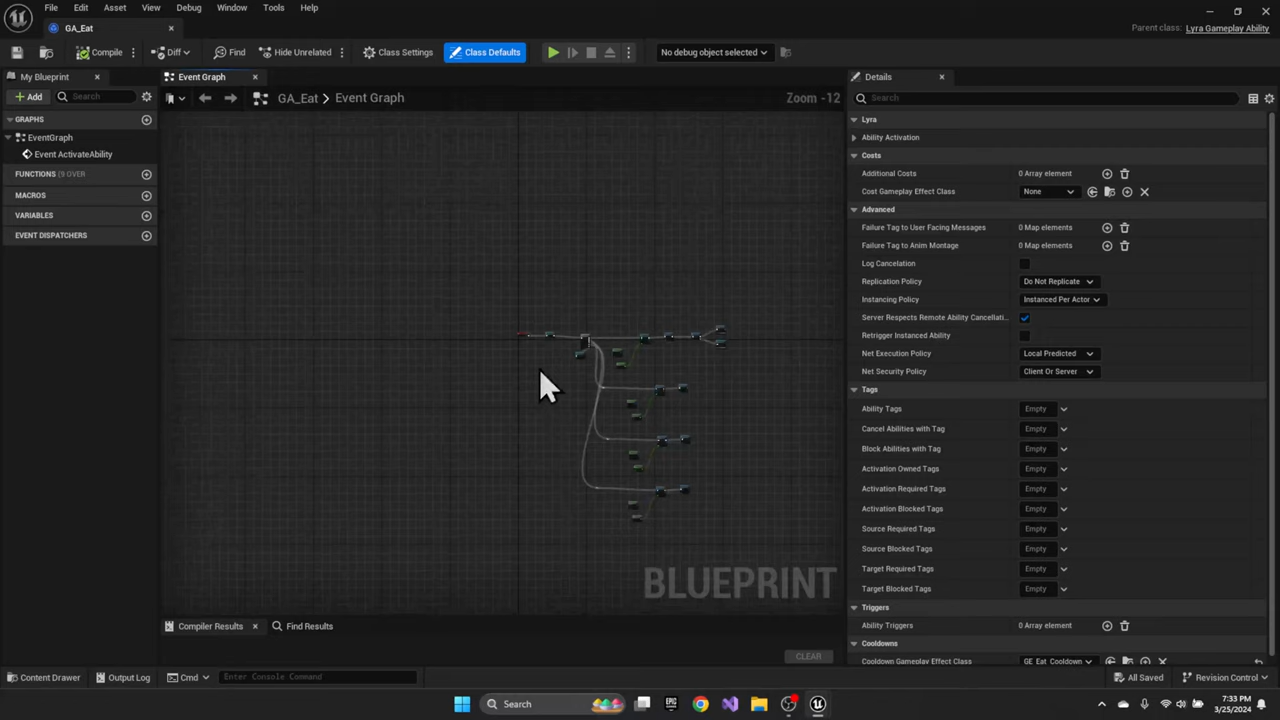 File Edit Asset View Debug Window Tools Help
GA_Eat
Parent class: Lyra Gameplay Ability
Compile Diff Find Hide Unrelated Class Settings Class Defaults No debug object selected
My Blueprint
Event Graph
Details
Add Search
GA_Eat Event Graph Zoom -12
Search
GRAPHS
EventGraph
Event ActivateAbility
FUNCTIONS (9 OVER
MACROS
VARIABLES
EVENT DISPATCHERS
BLUEPRINT
Lyra
Ability Activation
Costs
Additional Costs 0 Array element
Cost Gameplay Effect Class None
Advanced
Failure Tag to User Facing Messages 0 Map elements
Failure Tag to Anim Montage 0 Map elements
Log Cancelation
Replication Policy Do Not Replicate
Instancing Policy Instanced Per Actor
Server Respects Remote Ability Cancellati...
Retrigger Instanced Ability
Net Execution Policy Local Predicted
Net Security Policy Client Or Server
Tags
Ability Tags Empty
Cancel Abilities with Tag Empty
Block Abilities with Tag Empty
Activation Owned Tags Empty
Activation Required Tags Empty
Activation Blocked Tags Empty
Source Required Tags Empty
Source Blocked Tags Empty
Target Required Tags Empty
Target Blocked Tags Empty
Triggers
Ability Triggers 0 Array element
Cooldowns
Cooldown Gameplay Effect Class GE_Eat_Cooldown
Compiler Results Find Results
CLEAR
Content Drawer Output Log Cmd Enter Console Command All Saved Revision Control
Search
7:33 PM
3/25/2024